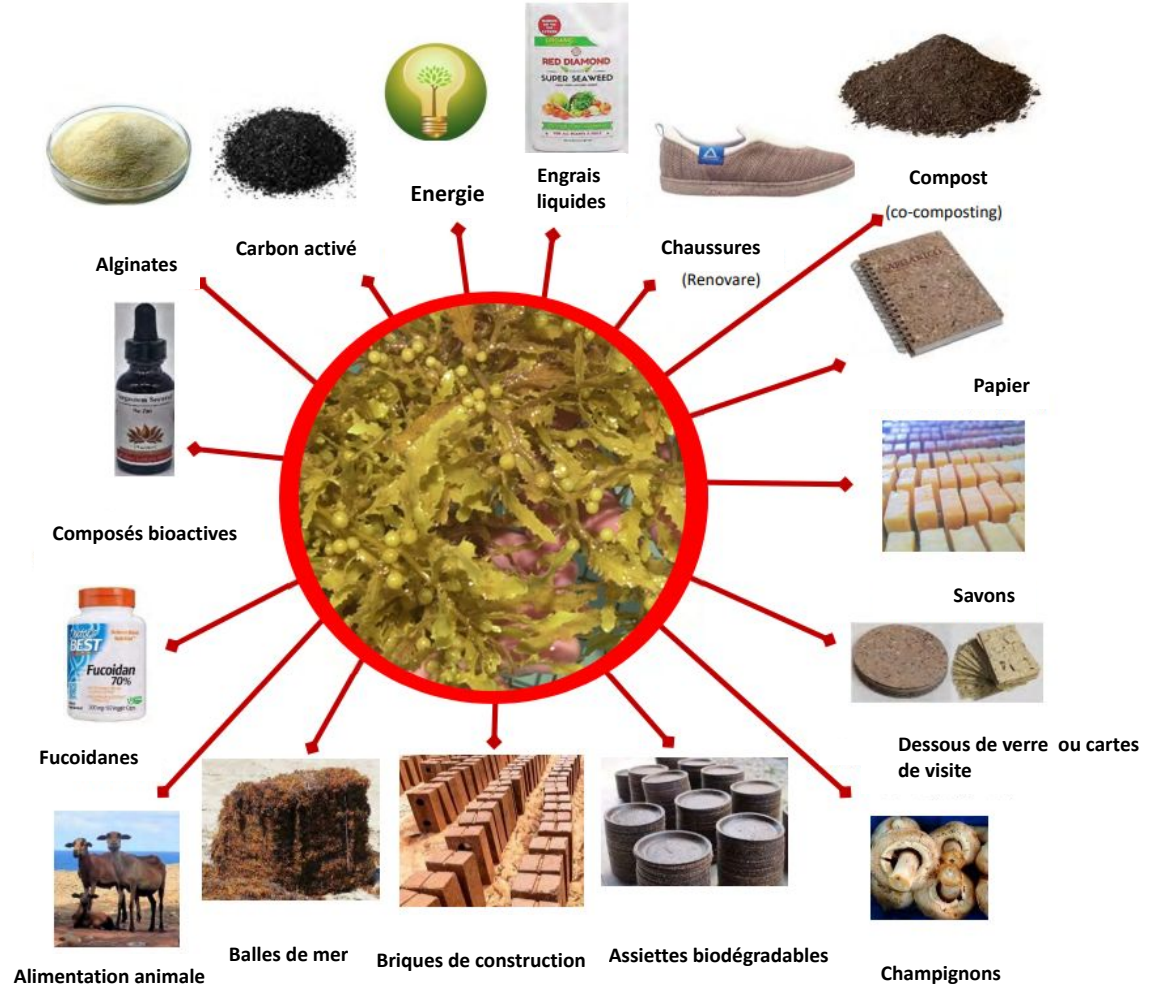 ORGANIC
RED DIAMOND
SUPER SEAWEED
Energie
Engrais
liquides
Compost
(co-composting)
Alginates
Carbon activé
Chaussures
(Renovare)
Papier
Composés bioactives
Savons
BEST
Fucoidan
70%
Fucoidanes
Dessous de verre ou cartes
de visite
Alimentation animale
Balles de mer
Briques de construction
Assiettes biodégradables
Champignons